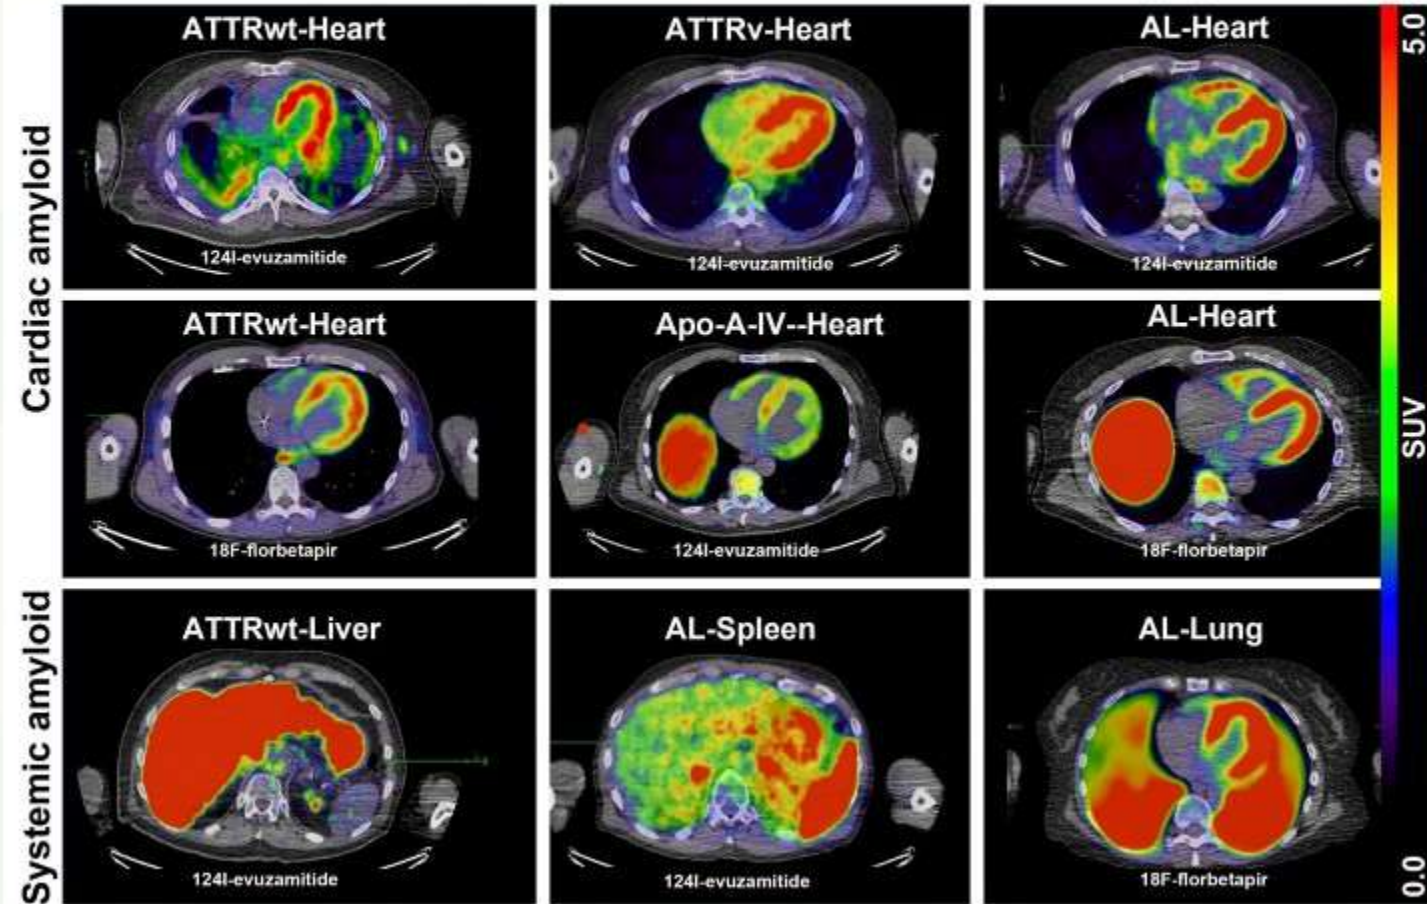 Cardiac amyloid
ATTRwt-Heart
124I-evuzamitide
ATTRv-Heart
124I-evuzamitide
AL-Heart
124I-evuzamitide
ATTRwt-Heart
18F-florbetapir
Apo-A-IV--Heart
124I-evuzamitide
AL-Heart
18F-florbetapir
Systemic amyloid
ATTRwt-Liver
124I-evuzamitide
AL-Spleen
124I-evuzamitide
AL-Lung
18F-florbetapir
5.0
SUV
0.0